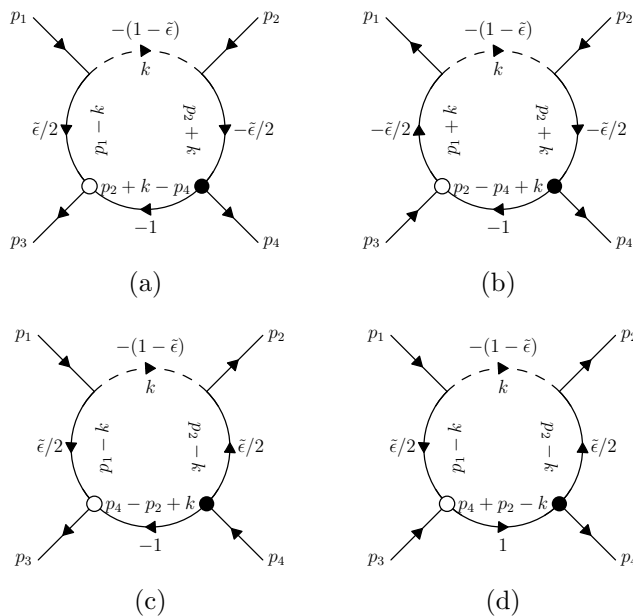 p₁ −(1 − ϵ̃) p₂
k
ϵ̃/2 p₁ − k p₂ + k −ϵ̃/2
p₂ + k − p₄
p₃ −1 p₄
(a)
p₁ −(1 − ϵ̃) p₂
k
−ϵ̃/2 p₁ + k p₂ + k −ϵ̃/2
p₂ − p₄ + k
p₃ −1 p₄
(b)
p₁ −(1 − ϵ̃) p₂
k
ϵ̃/2 p₁ − k p₂ − k ϵ̃/2
p₄ − p₂ + k
p₃ −1 p₄
(c)
p₁ −(1 − ϵ̃) p₂
k
ϵ̃/2 p₁ − k p₂ − k ϵ̃/2
p₄ + p₂ − k
p₃ 1 p₄
(d)